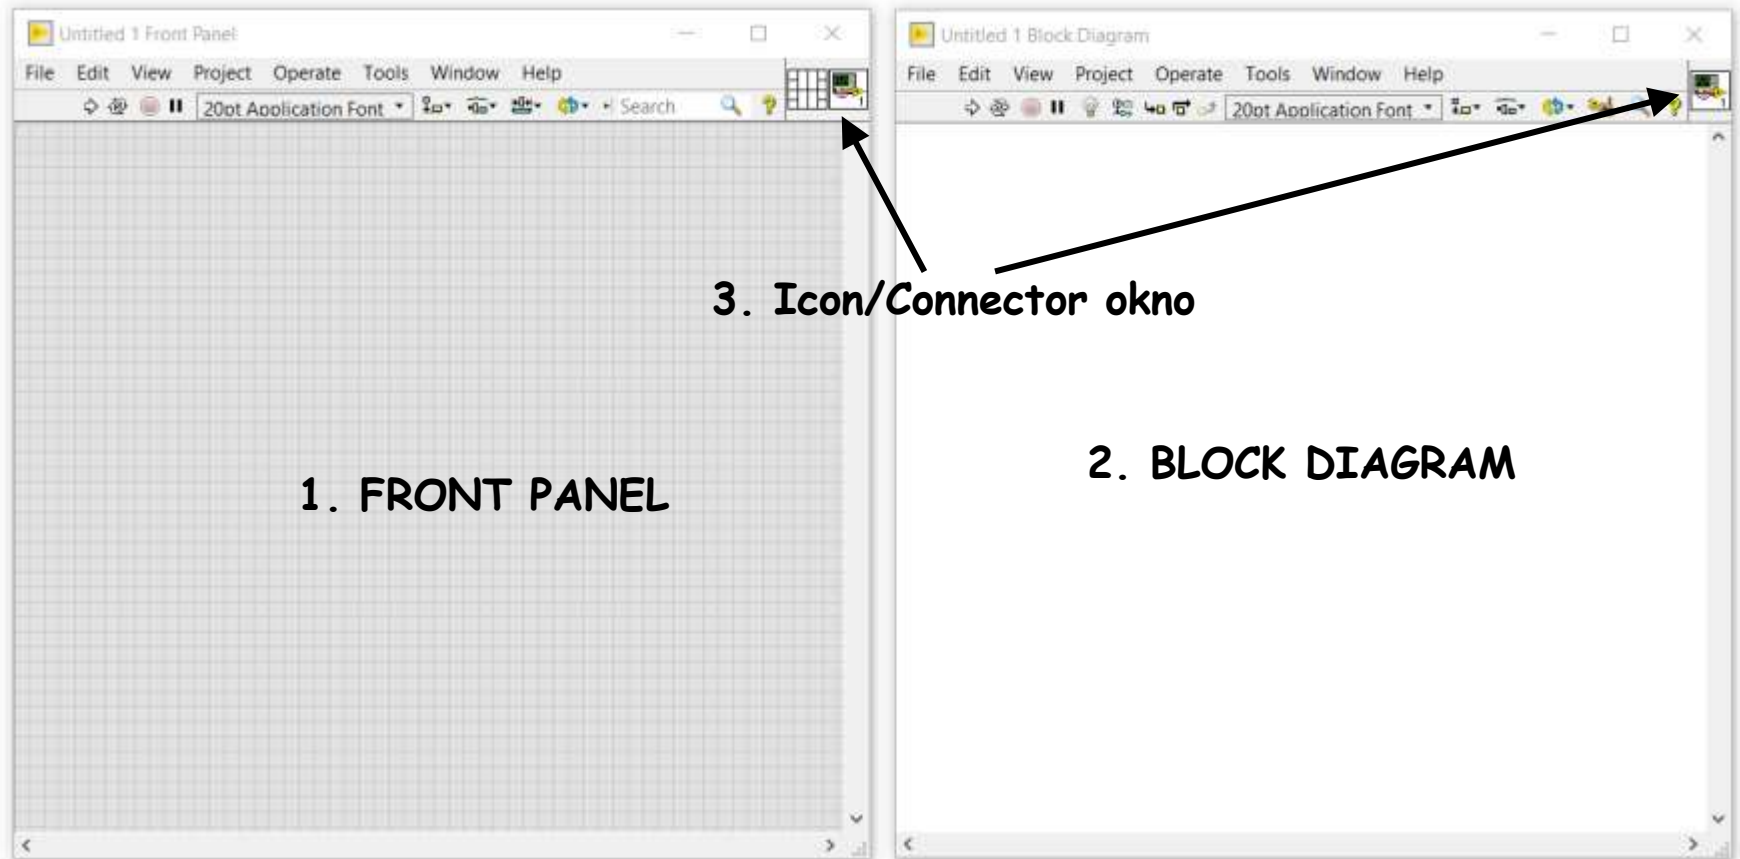 Untitled 1 Front Panel
File Edit View Project Operate Tools Window Help
20pt Application Font
Search
Untitled 1 Block Diagram
File Edit View Project Operate Tools Window Help
20pt Application Font
1
1
3. Icon/Connector okno
2. BLOCK DIAGRAM
1. FRONT PANEL